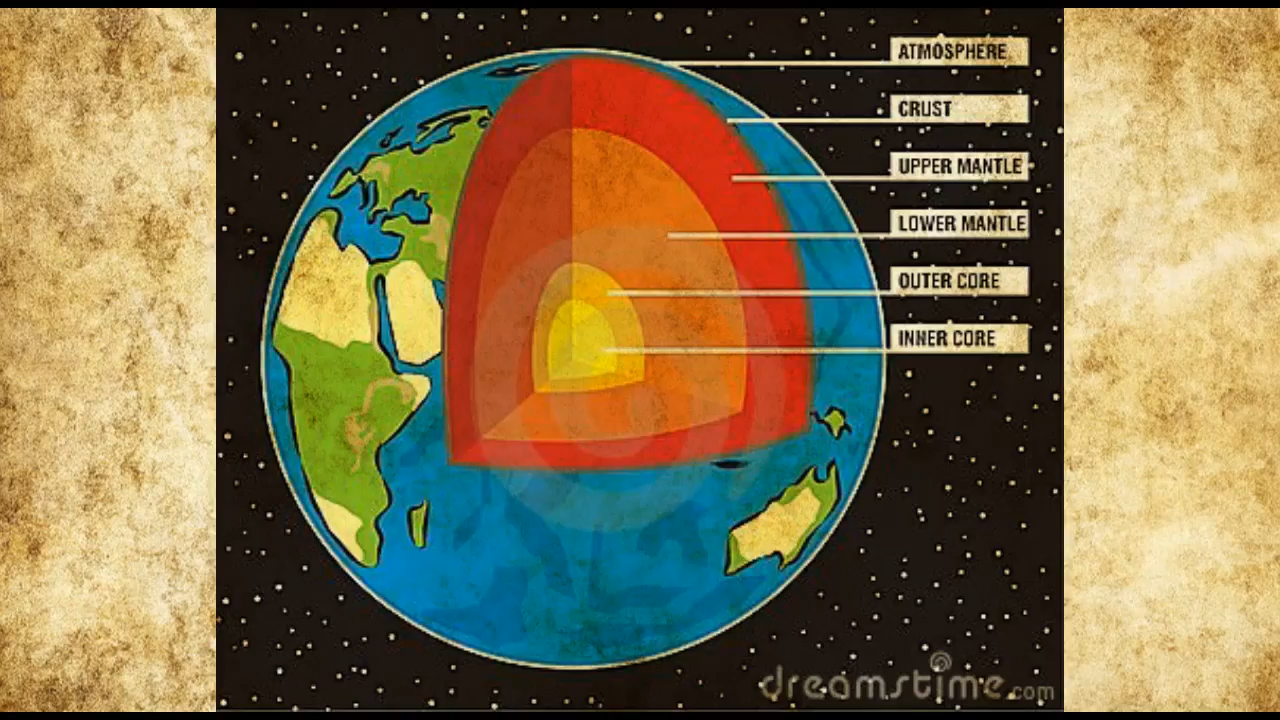 ATMOSPHERE
CRUST
UPPER MANTLE
LOWER MANTLE
OUTER CORE
INNER CORE
dreamstime.com